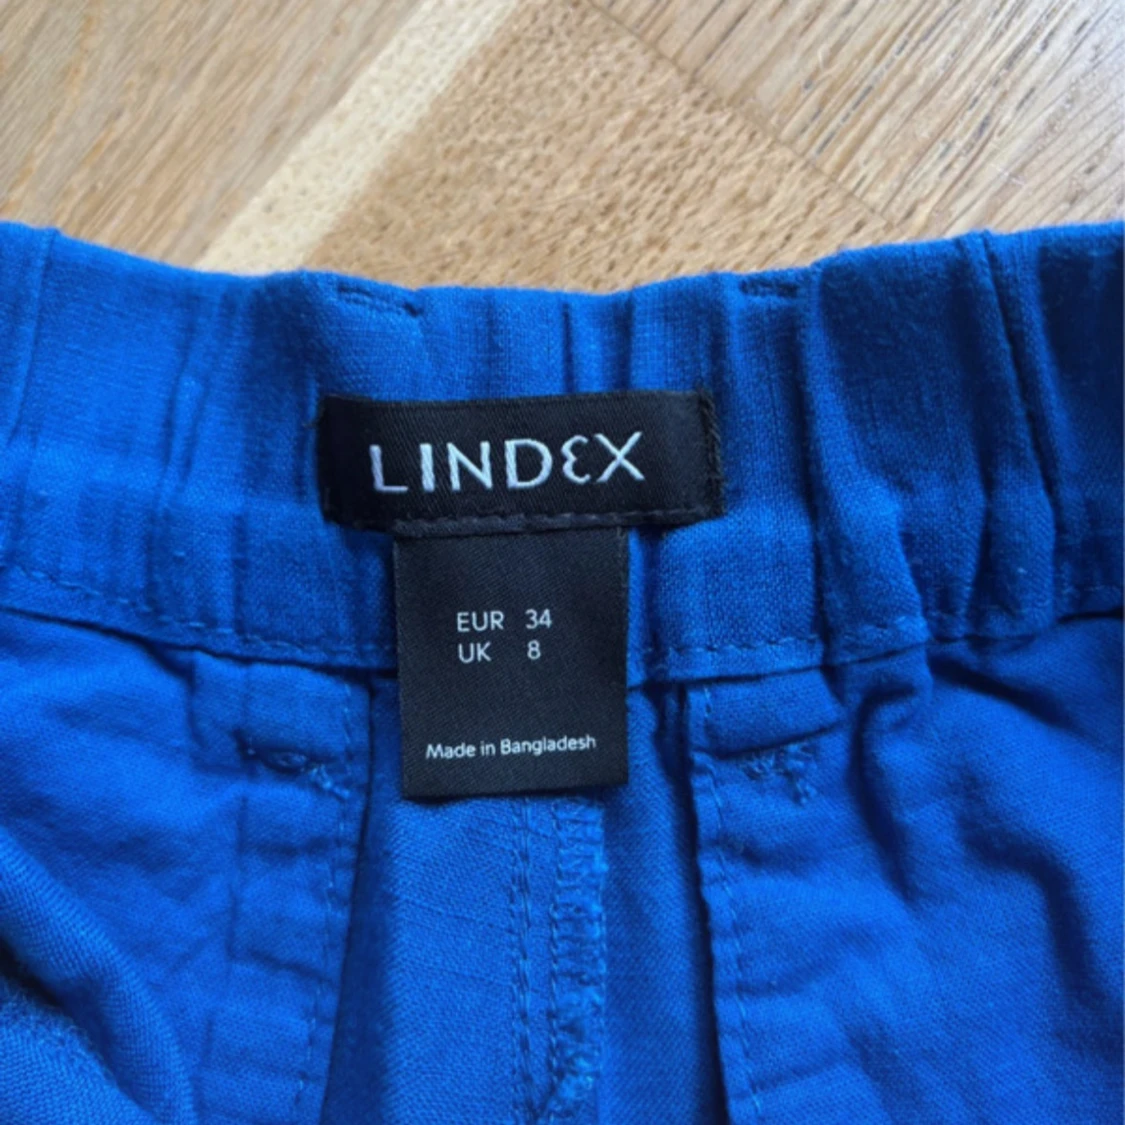 LINDEX
EUR 34
UK 8
Made in Bangladesh